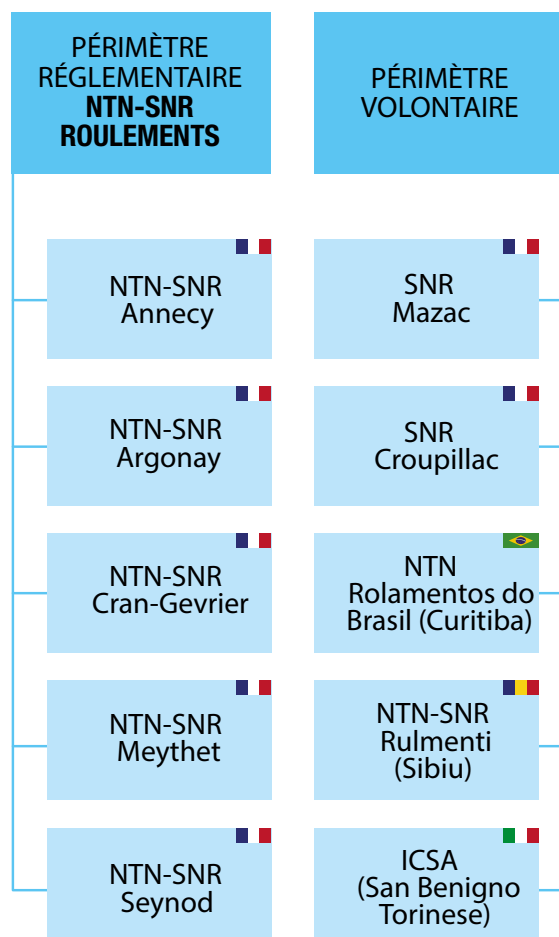 PÉRIMÈTRE
RÉGLEMENTAIRE
NTN-SNR
ROULEMENTS
NTN-SNR
Annecy
NTN-SNR
Argonay
NTN-SNR
Cran-Gevrier
NTN-SNR
Meythet
NTN-SNR
Seynod
PÉRIMÈTRE
VOLONTAIRE
SNR
Mazac
SNR
Croupillac
NTN
Rolamentos do
Brasil (Curitiba)
NTN-SNR
Rulmenti
(Sibiu)
ICSA
(San Benigno
Torinese)